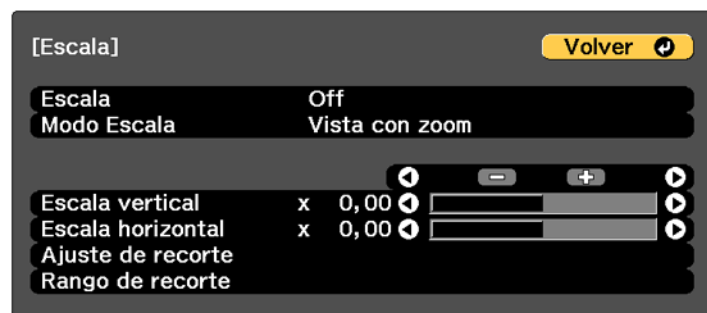 [Escala]
Volver
Escala Off
Modo Escala Vista con zoom
Escala vertical x 0,00
Escala horizontal x 0,00
Ajuste de recorte
Rango de recorte